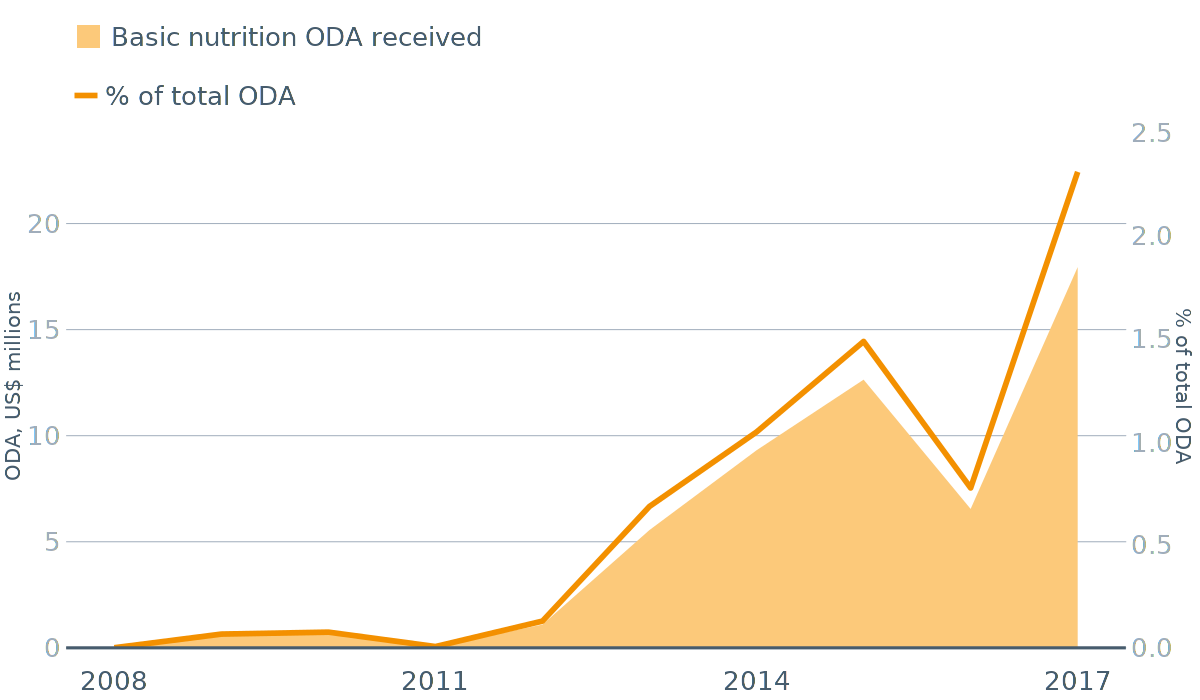 Basic nutrition ODA received
% of total ODA
2.5
20
2.0
15
1.5
10
1.0
5
0.5
0
0.0
ODA, US$ millions
% of total ODA
2008 2011 2014 2017